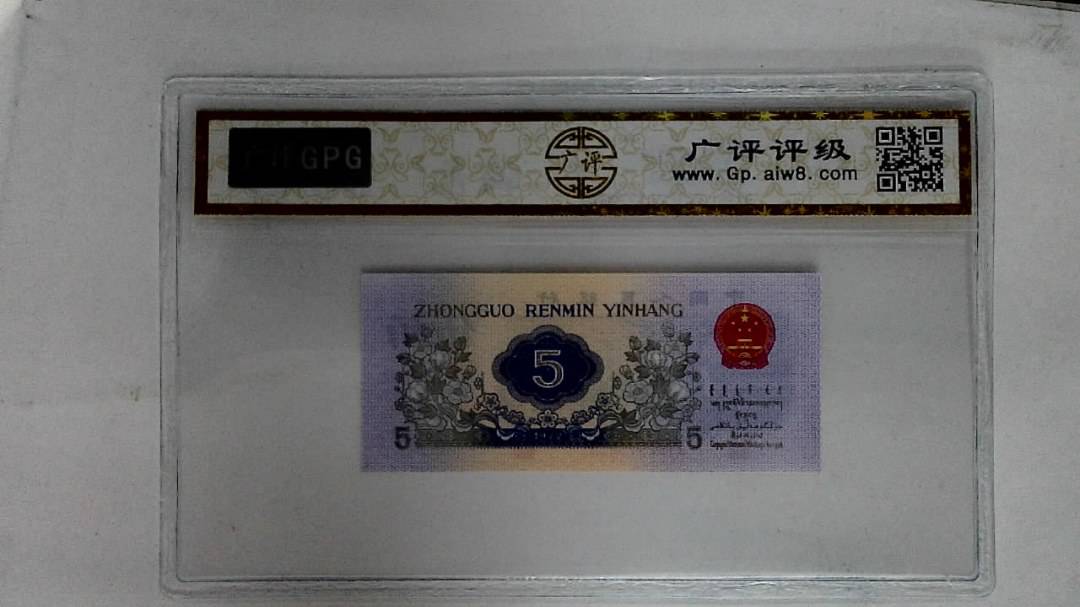 GPG
广评
广评评级
www.Gp.aiw8.com
ZHONGGUO RENMIN YINHANG
5
5 5